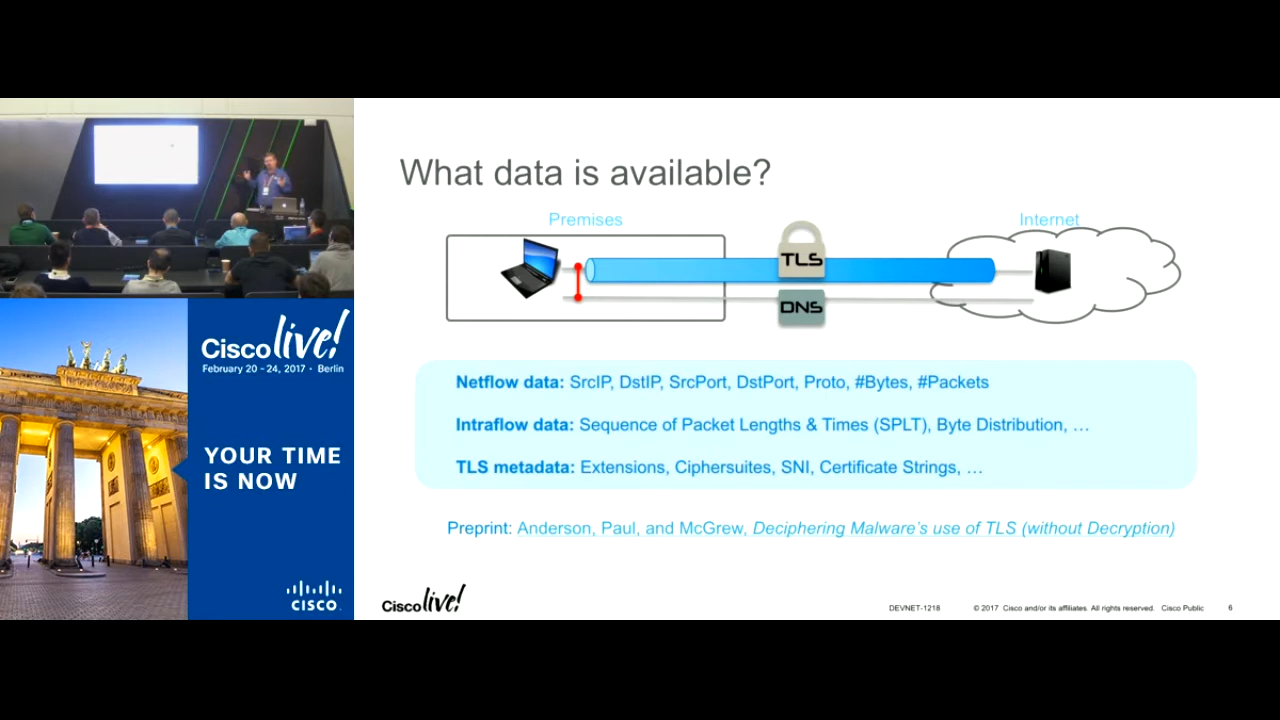 Cisco live!
February 20 - 24, 2017 • Berlin
YOUR TIME
IS NOW
CISCO.
What data is available?
Premises
Internet
TLS
DNS
Netflow data: SrcIP, DstIP, SrcPort, DstPort, Proto, #Bytes, #Packets
Intraflow data: Sequence of Packet Lengths & Times (SPLT), Byte Distribution, …
TLS metadata: Extensions, Ciphersuites, SNI, Certificate Strings, …
Preprint: Anderson, Paul, and McGrew, Deciphering Malware's use of TLS (without Decryption)
Cisco live!
DEVNET-1218 © 2017 Cisco and/or its affiliates. All rights reserved. Cisco Public 6